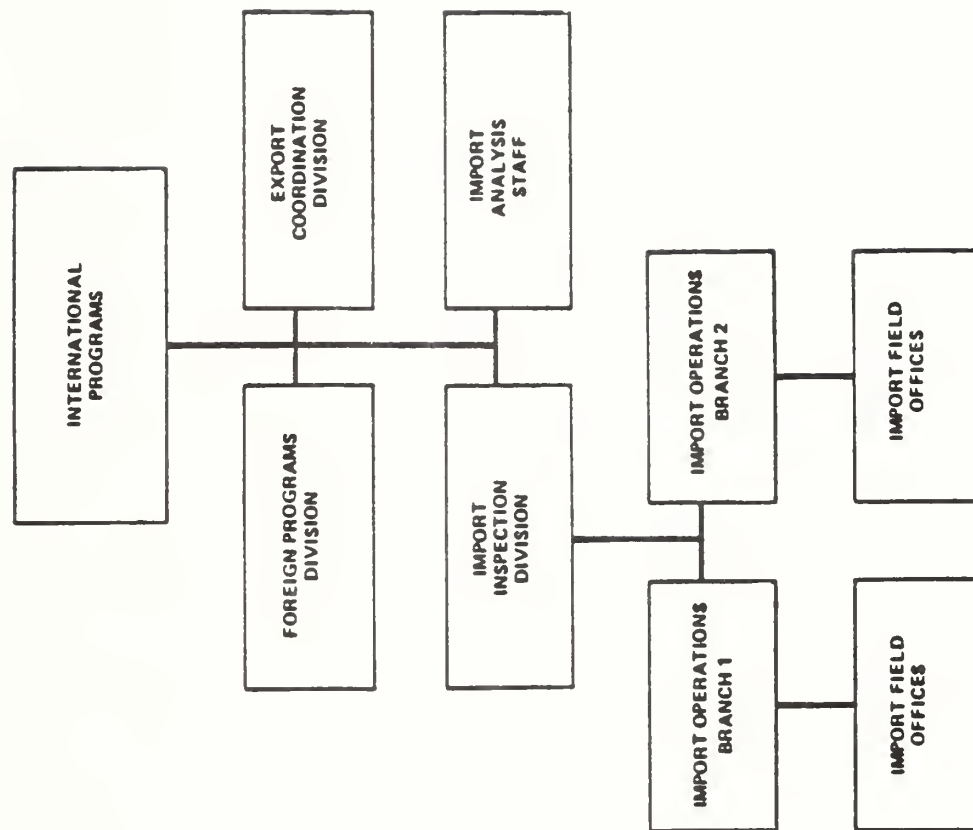 INTERNATIONAL
PROGRAMS
FOREIGN PROGRAMS
DIVISION
EXPORT
COORDINATION
DIVISION
IMPORT
INSPECTION
DIVISION
IMPORT
ANALYSIS
STAFF
IMPORT OPERATIONS
BRANCH 1
IMPORT OPERATIONS
BRANCH 2
IMPORT FIELD
OFFICES
IMPORT FIELD
OFFICES